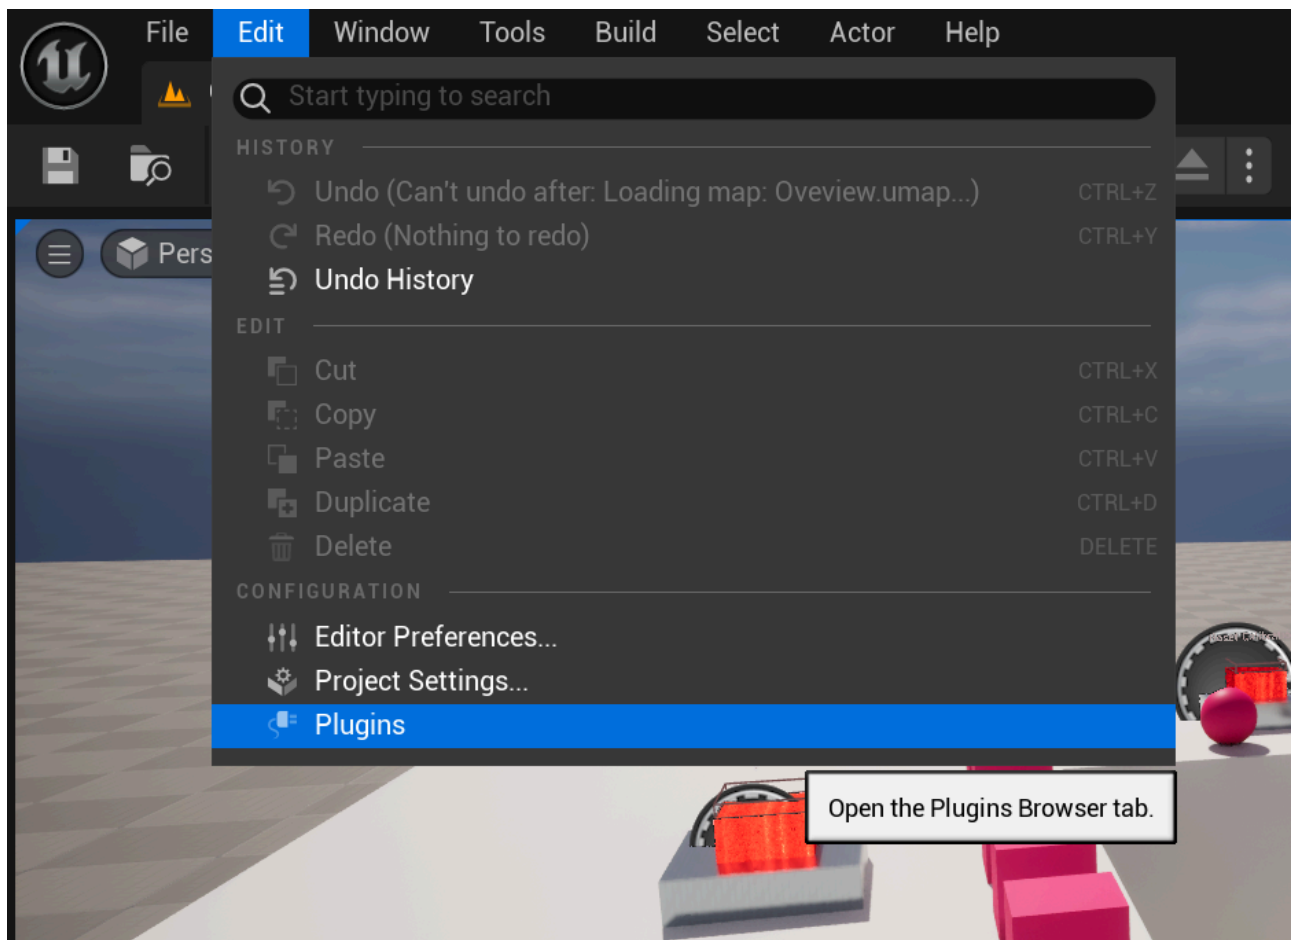 File Edit Window Tools Build Select Actor Help
Start typing to search
HISTORY
Undo (Can't undo after: Loading map: Oveview.umap...) CTRL+Z
Redo (Nothing to redo) CTRL+Y
Pers
Undo History
EDIT
Cut CTRL+X
Copy CTRL+C
Paste CTRL+V
Duplicate CTRL+D
Delete DELETE
CONFIGURATION
Editor Preferences...
Project Settings...
Plugins
Open the Plugins Browser tab.